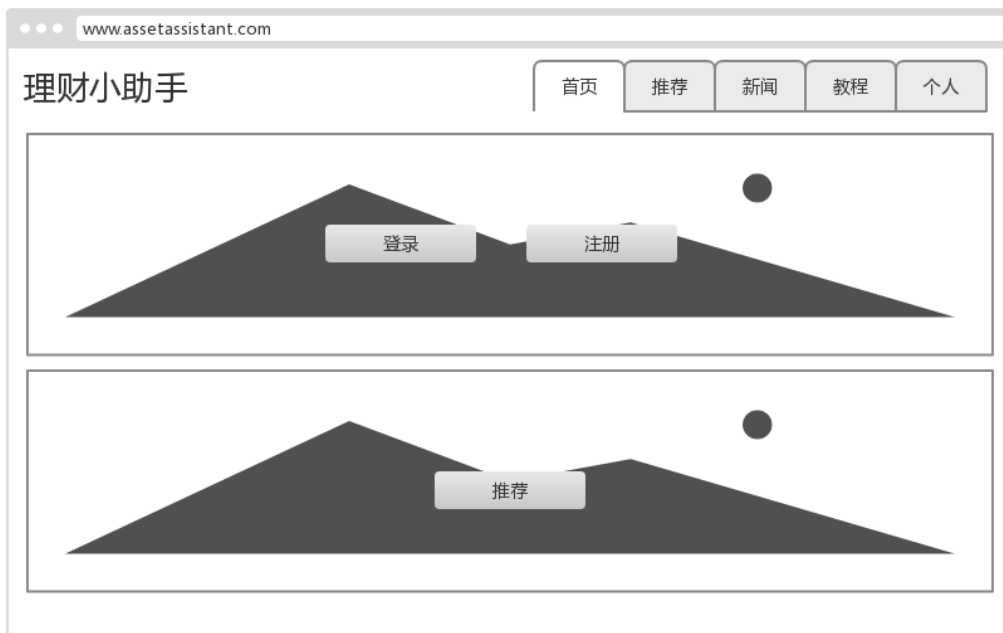 www.assetassistant.com
理财小助手
首页 推荐 新闻 教程 个人
登录 注册
推荐